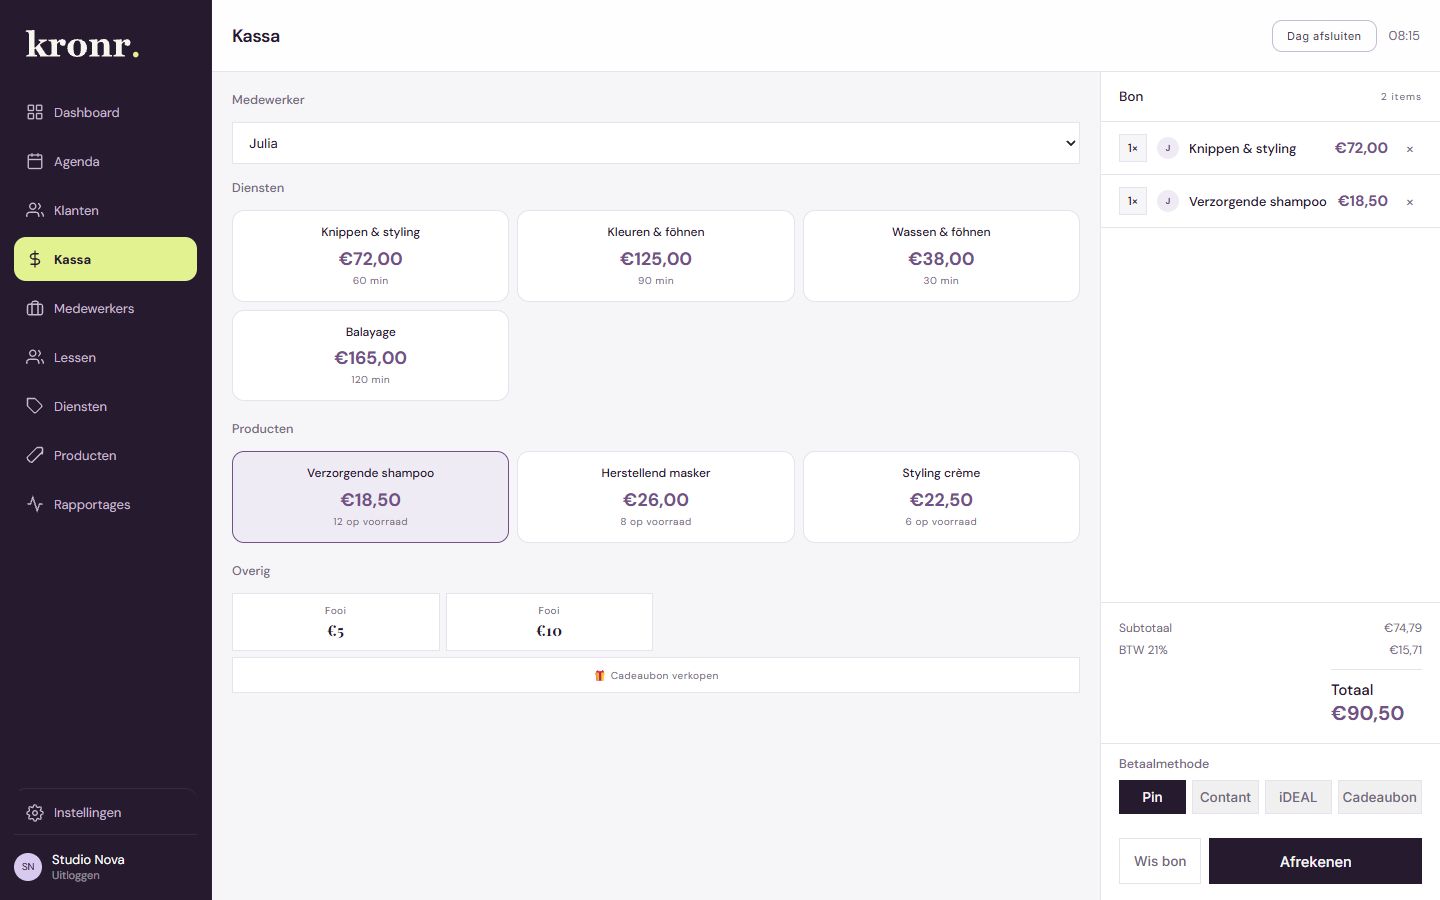 kronr.
Dashboard
Agenda
Klanten
Kassa
Medewerkers
Lessen
Diensten
Producten
Rapportages
Instellingen
SN
Studio Nova
Uitloggen
Kassa
Dag afsluiten
08:15
Medewerker
Julia
Diensten
Knippen & styling
€72,00
60 min
Kleuren & föhnen
€125,00
90 min
Wassen & föhnen
€38,00
30 min
Balayage
€165,00
120 min
Producten
Verzorgende shampoo
€18,50
12 op voorraad
Herstellend masker
€26,00
8 op voorraad
Styling crème
€22,50
6 op voorraad
Overig
Fooi
€5
Fooi
€10
🎁 Cadeaubon verkopen
Bon
2 items
1× J Knippen & styling €72,00 ×
1× J Verzorgende shampoo €18,50 ×
Subtotaal €74,79
BTW 21% €15,71
Totaal
€90,50
Betaalmethode
Pin
Contant
iDEAL
Cadeaubon
Wis bon
Afrekenen